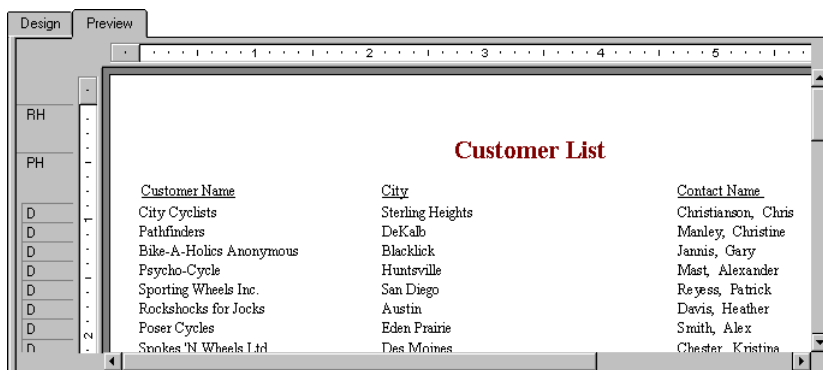 Design Preview
1 2 3 4 5
RH
Customer List
PH
Customer Name City Contact Name
D City Cyclists Sterling Heights Christianson, Chris
1
D Pathfinders DeKalb Manley, Christine
D Bike-A-Holics Anonymous Blacklick Jannis, Gary
D Psycho-Cycle Huntsville Mast, Alexander
D Sporting Wheels Inc. San Diego Reyess, Patrick
D Rockshocks for Jocks Austin Davis, Heather
D Poser Cycles Eden Prairie Smith, Alex
2
D Spokes 'N Wheels Ltd. Des Moines Chester, Kristina